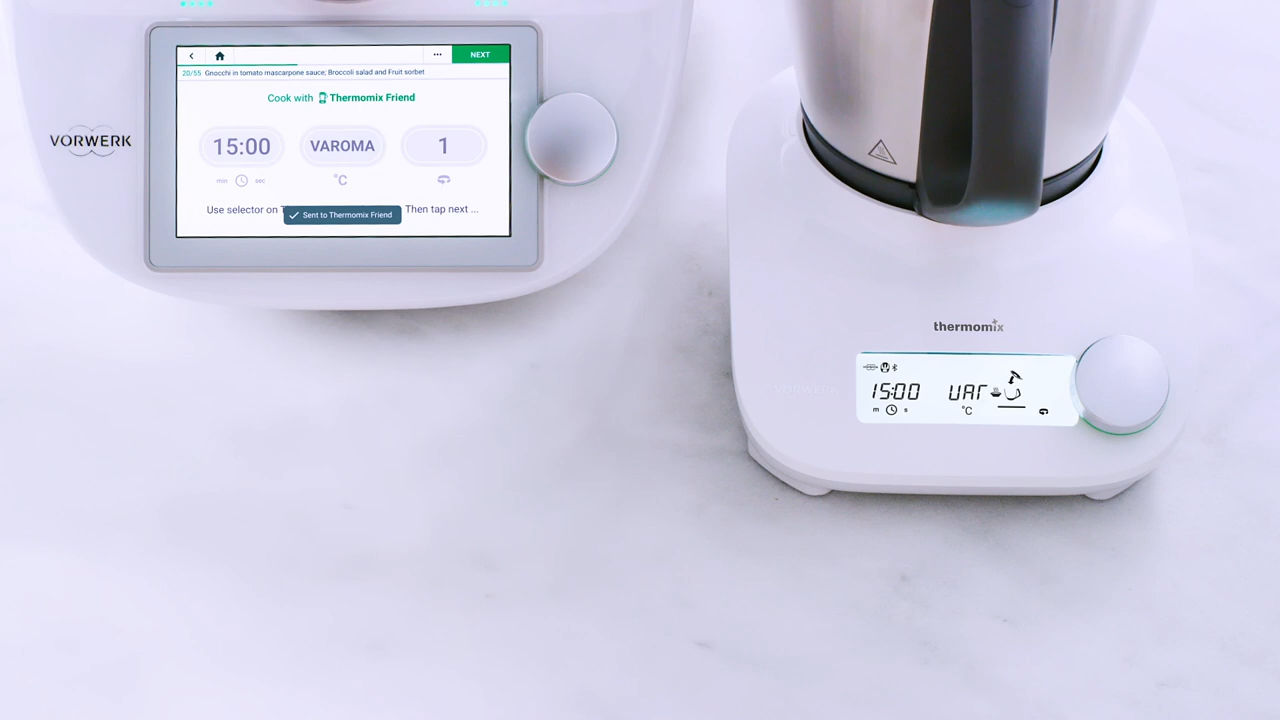 NEXT
20/55 Gnocchi in tomato mascarpone sauce; Broccoli salad and Fruit sorbet
Cook with Thermomix Friend
15:00 VAROMA 1
min sec °C
Use selector on Then tap next ...
Sent to Thermomix Friend
VORWERK
thermomix
15:00 VAr
m s °C
VORWERK